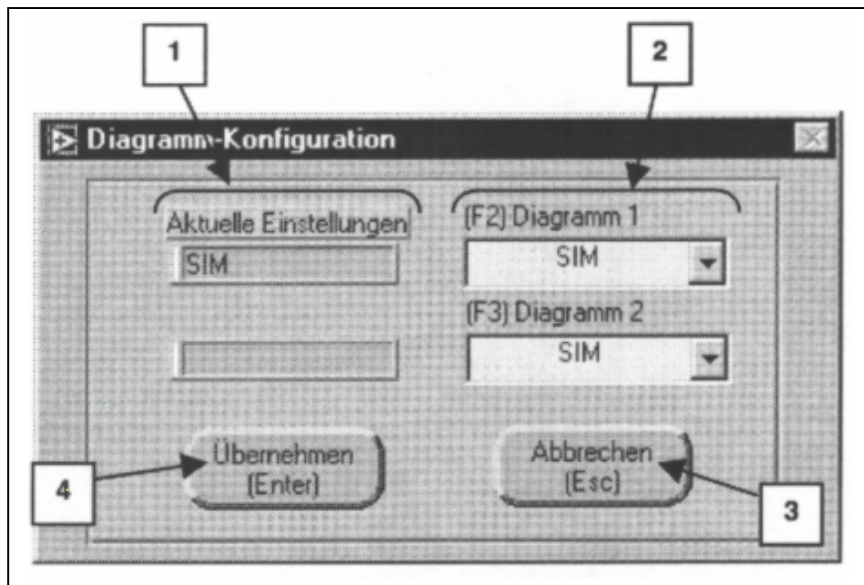 1 2
Diagramm-Konfiguration
Aktuelle Einstellungen
SIM
(F2) Diagramm 1
SIM
(F3) Diagramm 2
SIM
Übernehmen
(Enter)
Abbrechen
(Esc)
4
3